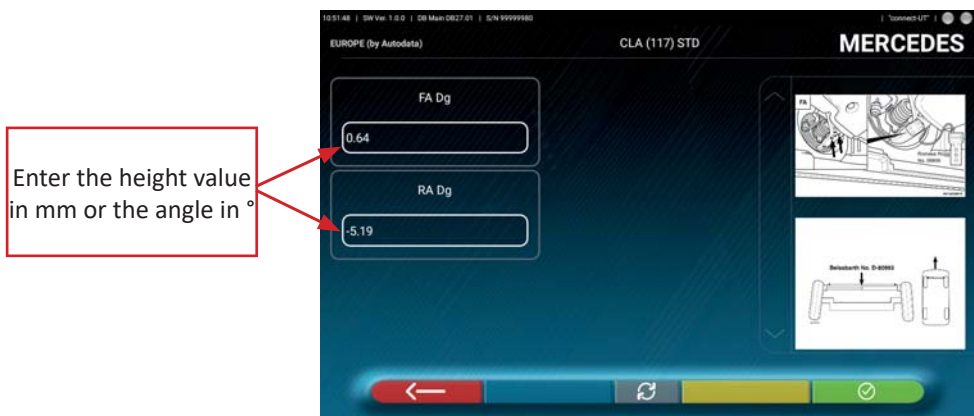 10:51:48 | SW Ver. 1.0.0 | DB Main DB27.01 | S/N 99999980
| "connect-UT" |
EUROPE (by Autodata)
CLA (117) STD
MERCEDES
FA Dg
0.64
RA Dg
-5.19
Enter the height value
in mm or the angle in °
FA
Beissbarth No. D-80993